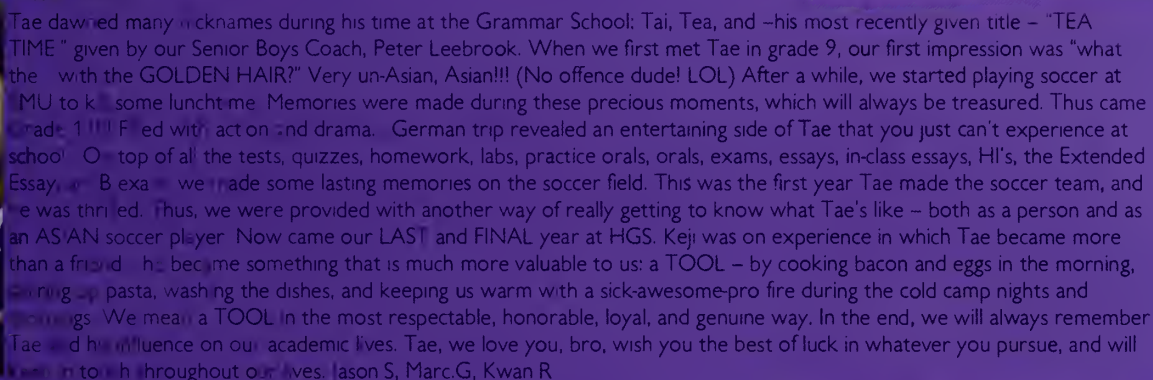 Tae dawned many nicknames during his time at the Grammar School: Tai, Tea, and –his most recently given title – "TEA
TIME " given by our Senior Boys Coach, Peter Leebrook. When we first met Tae in grade 9, our first impression was "what
the with the GOLDEN HAIR?" Very un-Asian, Asian!!! (No offence dude! LOL) After a while, we started playing soccer at
to some lunchtime Memories were made during these precious moments, which will always be treasured. Thus came
Filled with action and drama. German trip revealed an entertaining side of Tae that you just can't experience at
school On top of all the tests, quizzes, homework, labs, practice orals, orals, exams, essays, in-class essays, HI's, the Extended
Essay, we made some lasting memories on the soccer field. This was the first year Tae made the soccer team, and
he was thrilled. Thus, we were provided with another way of really getting to know what Tae's like – both as a person and as
an ASIAN soccer player Now came our LAST and FINAL year at HGS. Keji was on experience in which Tae became more
than a friend he became something that is much more valuable to us: a TOOL – by cooking bacon and eggs in the morning,
pasta, washing the dishes, and keeping us warm with a sick-awesome-pro fire during the cold camp nights and
We mean a TOOL in the most respectable, honorable, loyal, and genuine way. In the end, we will always remember
Tae and his influence on our academic lives. Tae, we love you, bro, wish you the best of luck in whatever you pursue, and will
in touch throughout our lives. Jason S, Marc.G, Kwan R